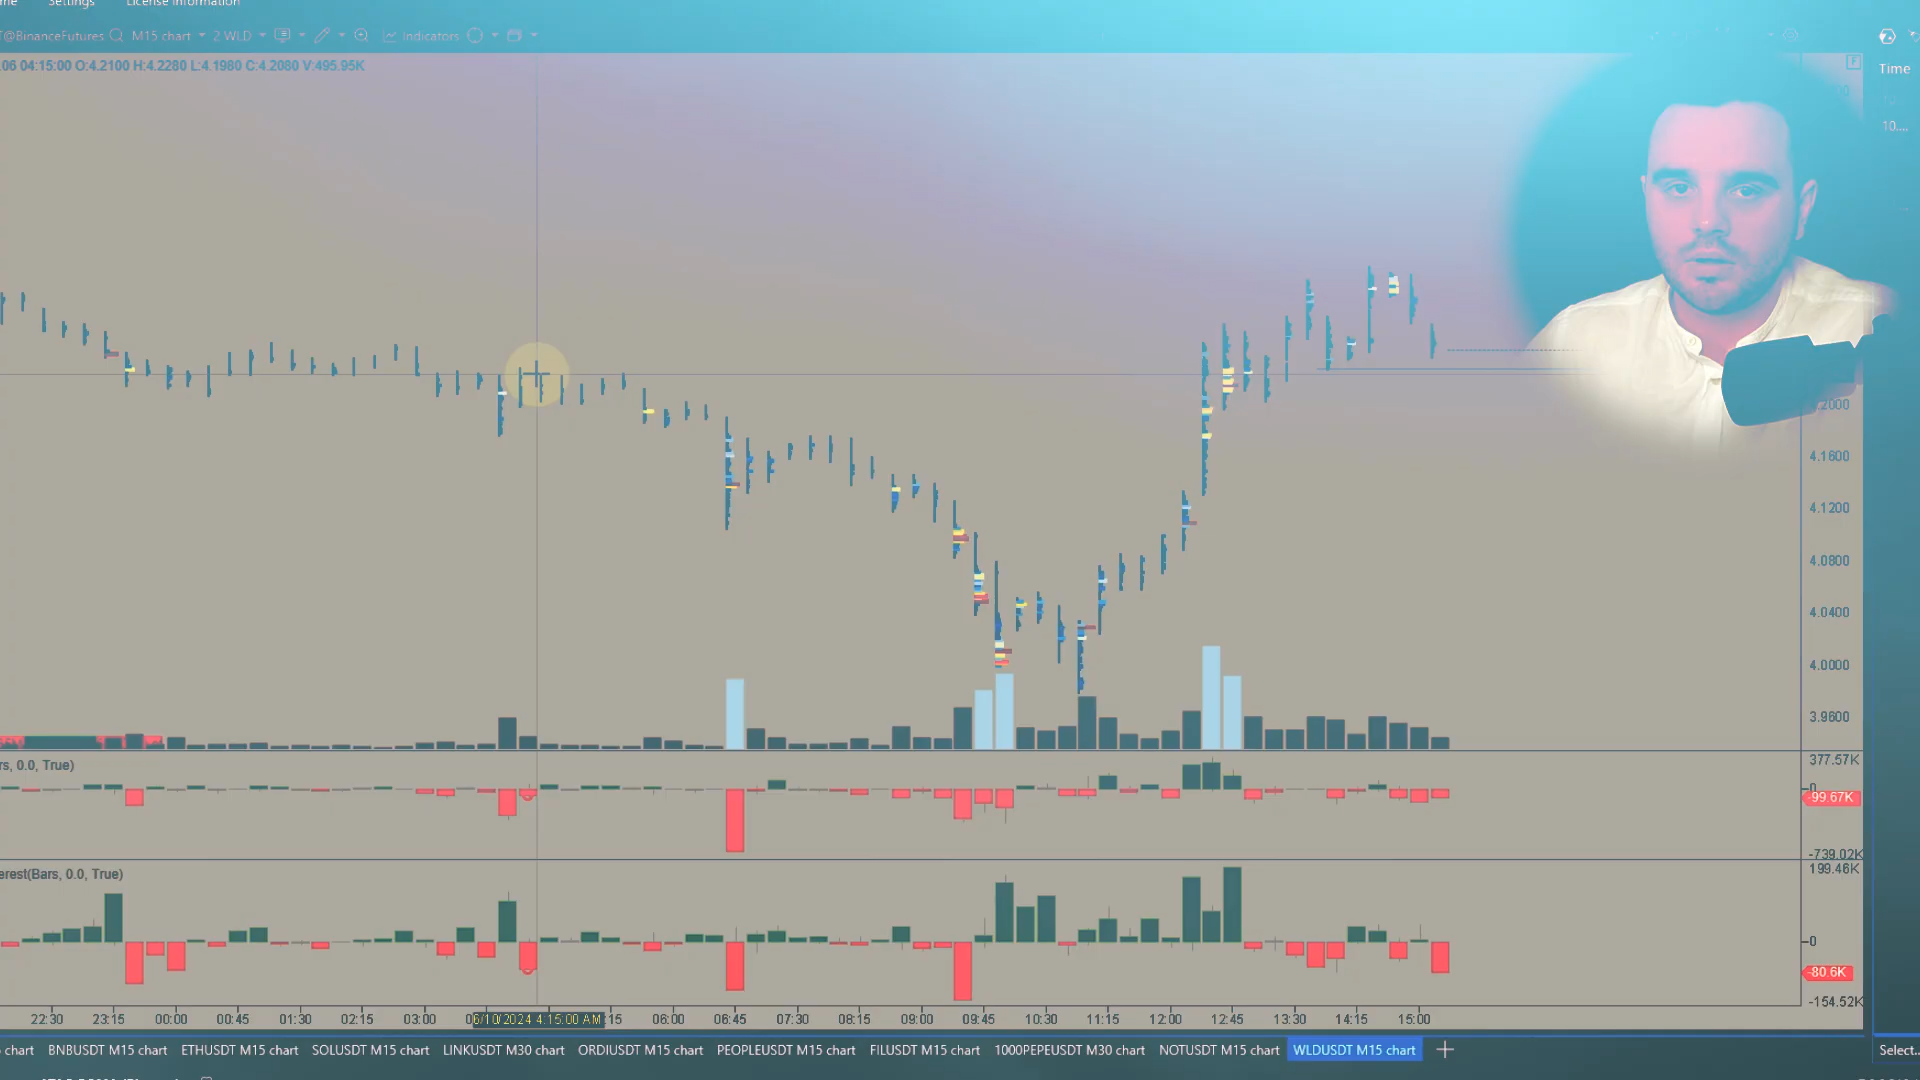 Settings
License Information
T@BinanceFutures
M15 chart
2 WLD
Indicators
.06 04:15:00 O:4.2100 H:4.2280 L:4.1980 C:4.2080 V:495.95K
F
Time
10....
4.1600
4.1200
4.0800
4.0400
4.0000
3.9600
rs, 0.0, True)
377.57K
0
-99.67K
-739.02K
erest(Bars, 0.0, True)
199.46K
0
-80.6K
-154.52K
22:30 23:15 00:00 00:45 01:30 02:15 03:00 6/10/2024 4:15:00 AM :15 06:00 06:45 07:30 08:15 09:00 09:45 10:30 11:15 12:00 12:45 13:30 14:15 15:00
chart BNBUSDT M15 chart ETHUSDT M15 chart SOLUSDT M15 chart LINKUSDT M30 chart ORDIUSDT M15 chart PEOPLEUSDT M15 chart FILUSDT M15 chart 1000PEPEUSDT M30 chart NOTUSDT M15 chart WLDUSDT M15 chart
Select...